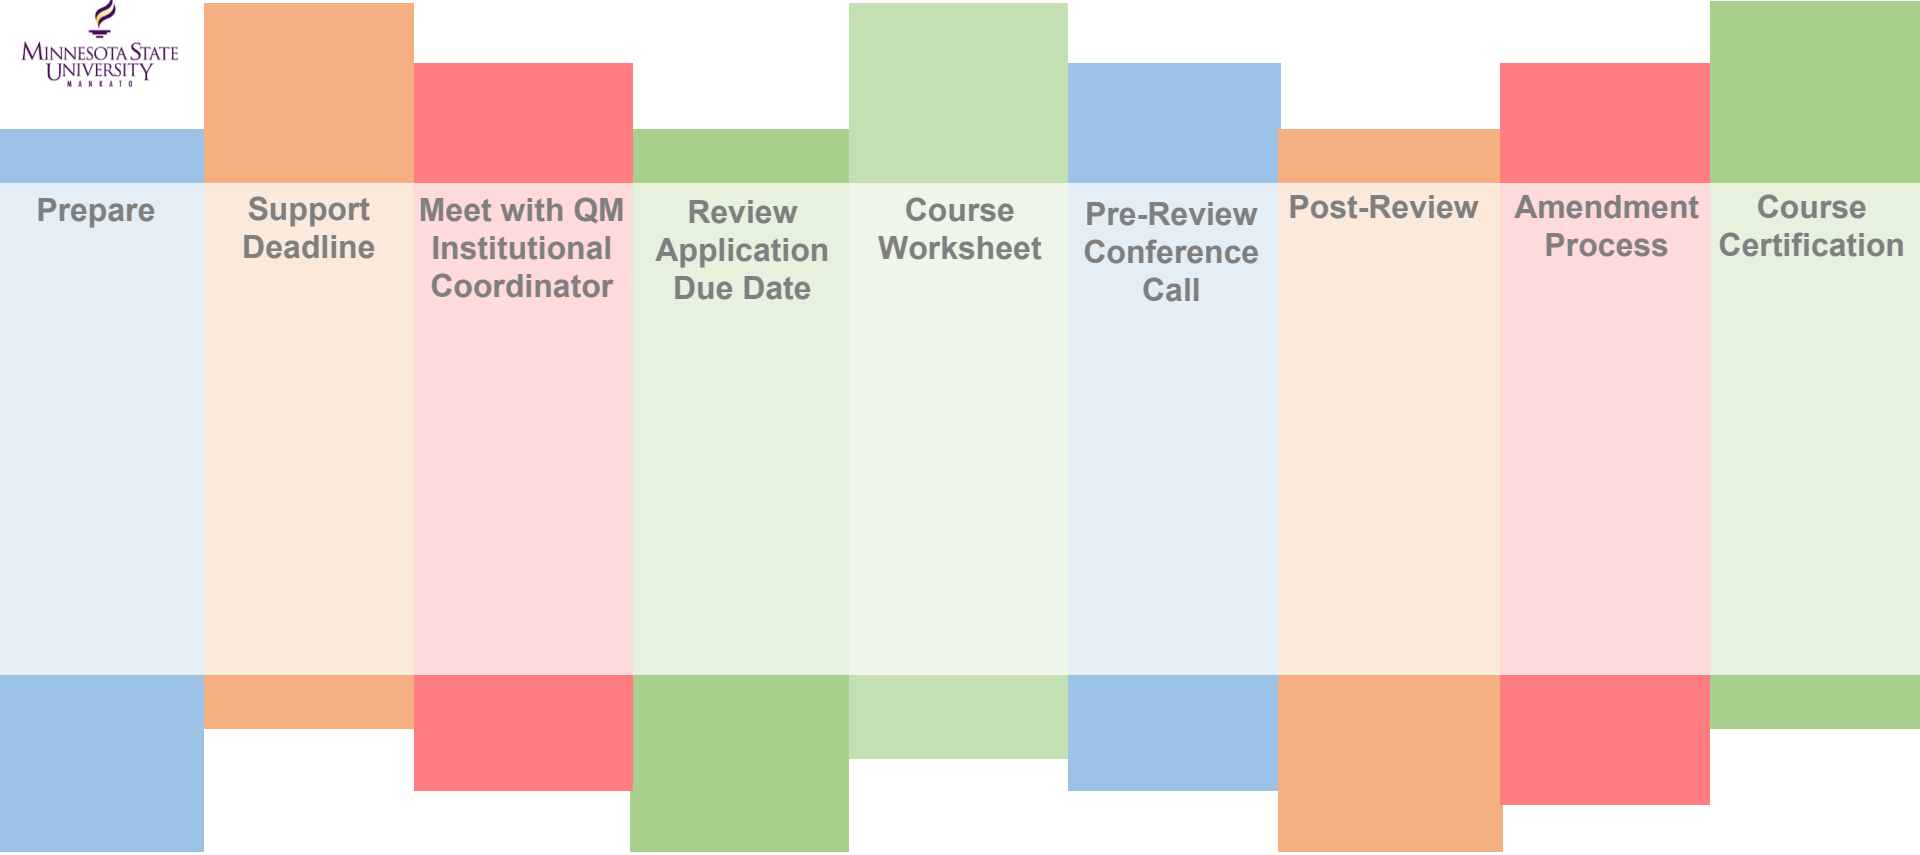 MINNESOTA STATE
UNIVERSITY
MANKATO
Prepare
Support
Deadline
Meet with QM
Institutional
Coordinator
Review
Application
Due Date
Course
Worksheet
Pre-Review
Conference
Call
Post-Review
Amendment
Process
Course
Certification